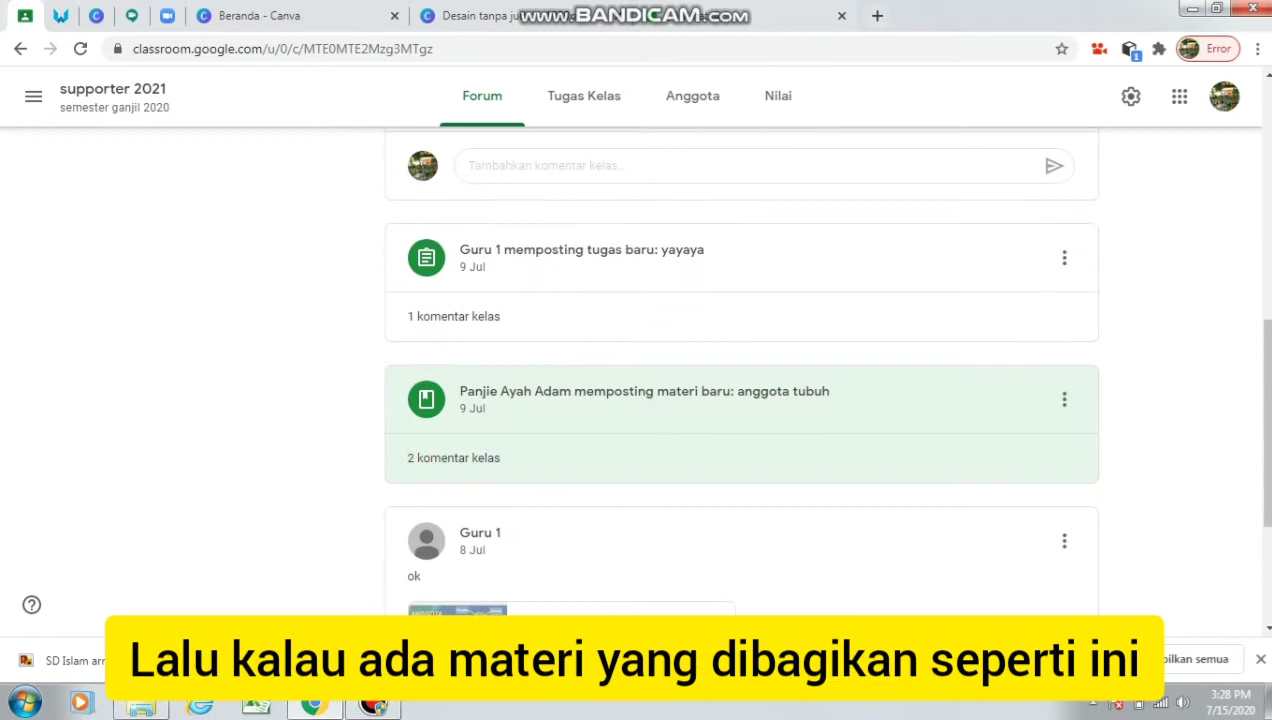 Beranda - Canva
Desain tanpa ju
www.BANDICAM.com
classroom.google.com/u/0/c/MTE0MTE2Mzg3MTgz
Error
1
supporter 2021
semester ganjil 2020
Forum
Tugas Kelas
Anggota
Nilai
Tambahkan komentar kelas...
Guru 1 memposting tugas baru: yayaya
9 Jul
1 komentar kelas
Panjie Ayah Adam memposting materi baru: anggota tubuh
9 Jul
2 komentar kelas
Guru 1
8 Jul
ok
ANGGOTA
SD Islam arr
pilkan semua
Lalu kalau ada materi yang dibagikan seperti ini
3:28 PM
7/15/2020